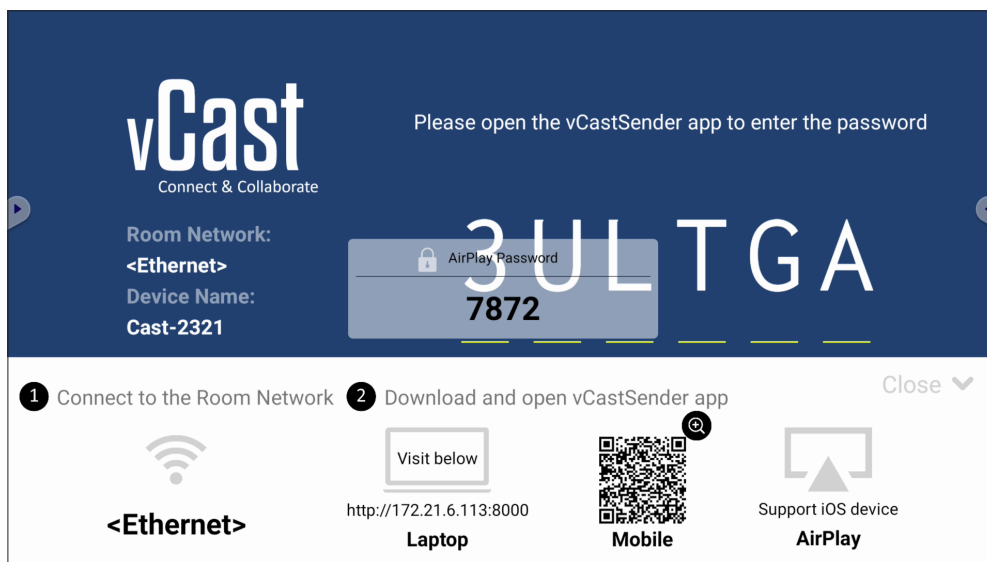 vCast
Connect & Collaborate
Please open the vCastSender app to enter the password
Room Network:
<Ethernet>
Device Name:
Cast-2321
3ULTGA
AirPlay Password
7872
Close
1 Connect to the Room Network
2 Download and open vCastSender app
<Ethernet>
Visit below
http://172.21.6.113:8000
Laptop
Mobile
Support iOS device
AirPlay